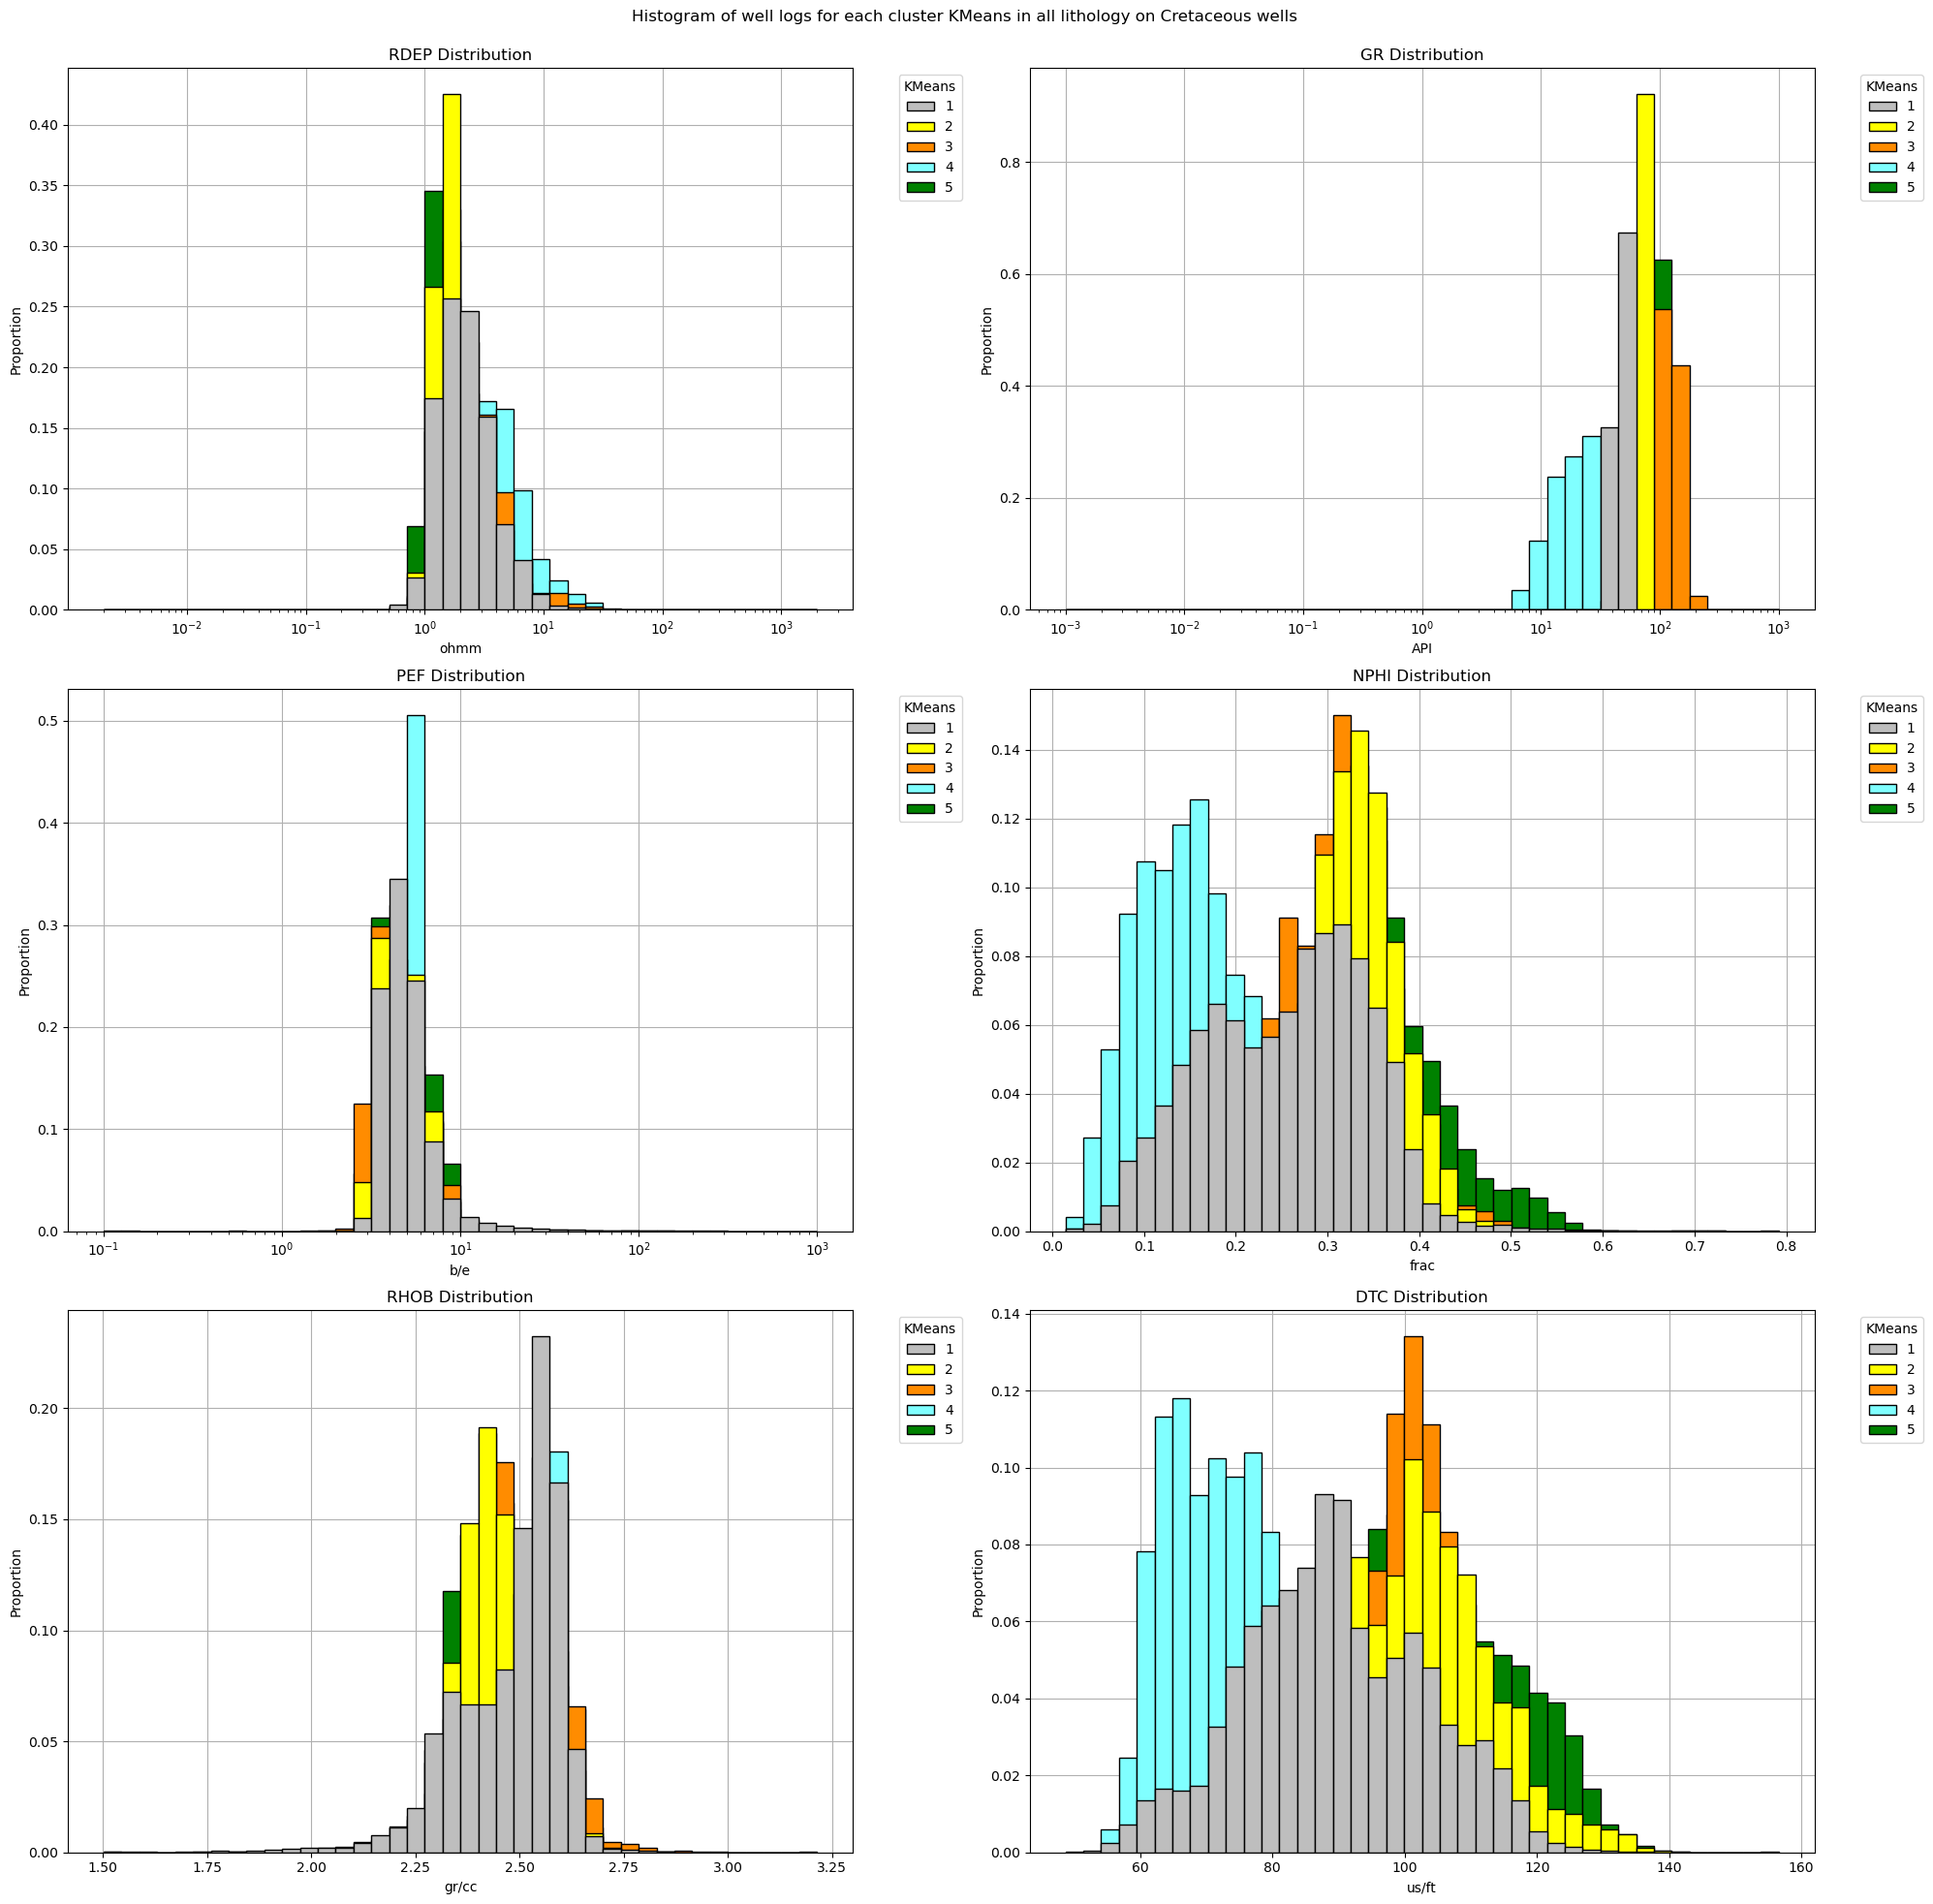 Histogram of well logs for each cluster KMeans in all lithology on Cretaceous wells
RDEP Distribution
Proportion
0.40
0.35
0.30
0.25
0.20
0.15
0.10
0.05
0.00
10⁻² 10⁻¹ 10⁰ 10¹ 10² 10³
ohmm
KMeans
1
2
3
4
5
GR Distribution
Proportion
0.8
0.6
0.4
0.2
0.0
10⁻³ 10⁻² 10⁻¹ 10⁰ 10¹ 10² 10³
API
KMeans
1
2
3
4
5
PEF Distribution
Proportion
0.5
0.4
0.3
0.2
0.1
0.0
10⁻¹ 10⁰ 10¹ 10² 10³
b/e
KMeans
1
2
3
4
5
NPHI Distribution
Proportion
0.14
0.12
0.10
0.08
0.06
0.04
0.02
0.00
0.0 0.1 0.2 0.3 0.4 0.5 0.6 0.7 0.8
frac
KMeans
1
2
3
4
5
RHOB Distribution
Proportion
0.20
0.15
0.10
0.05
0.00
1.50 1.75 2.00 2.25 2.50 2.75 3.00 3.25
gr/cc
KMeans
1
2
3
4
5
DTC Distribution
Proportion
0.14
0.12
0.10
0.08
0.06
0.04
0.02
0.00
60 80 100 120 140 160
us/ft
KMeans
1
2
3
4
5